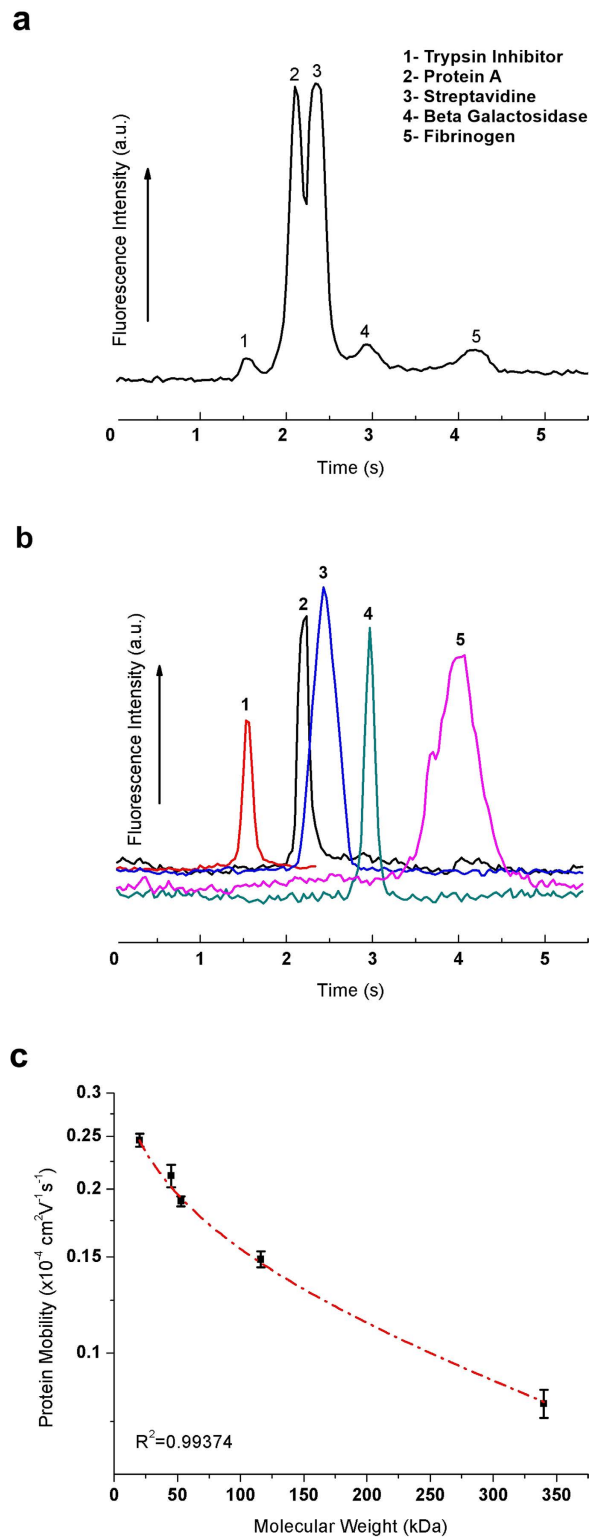 a
1- Trypsin Inhibitor
2- Protein A
3- Streptavidine
4- Beta Galactosidase
5- Fibrinogen
2 3
1 4 5
Fluorescence Intensity (a.u.)
0 1 2 3 4 5
Time (s)
b
1 2 3 4 5
Fluorescence Intensity (a.u.)
0 1 2 3 4 5
Time (s)
c
0.3
0.25
0.2
0.15
0.1
Protein Mobility (x10⁻⁴ cm²V⁻¹s⁻¹)
R²=0.99374
0 50 100 150 200 250 300 350
Molecular Weight (kDa)